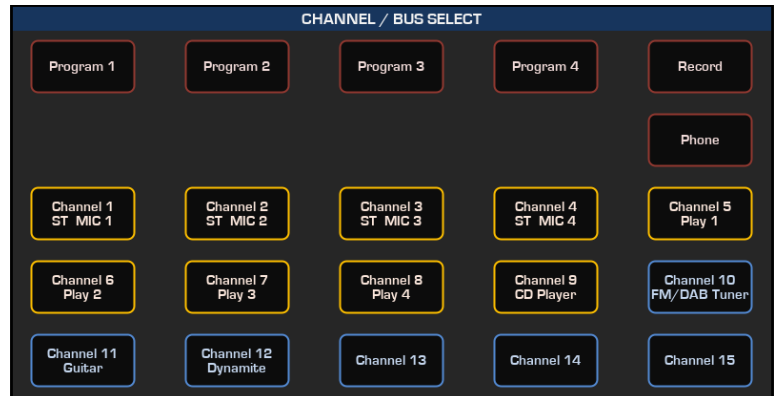 CHANNEL / BUS SELECT
Program 1
Program 2
Program 3
Program 4
Record
Phone
Channel 1
ST MIC 1
Channel 2
ST MIC 2
Channel 3
ST MIC 3
Channel 4
ST MIC 4
Channel 5
Play 1
Channel 6
Play 2
Channel 7
Play 3
Channel 8
Play 4
Channel 9
CD Player
Channel 10
FM/DAB Tuner
Channel 11
Guitar
Channel 12
Dynamite
Channel 13
Channel 14
Channel 15